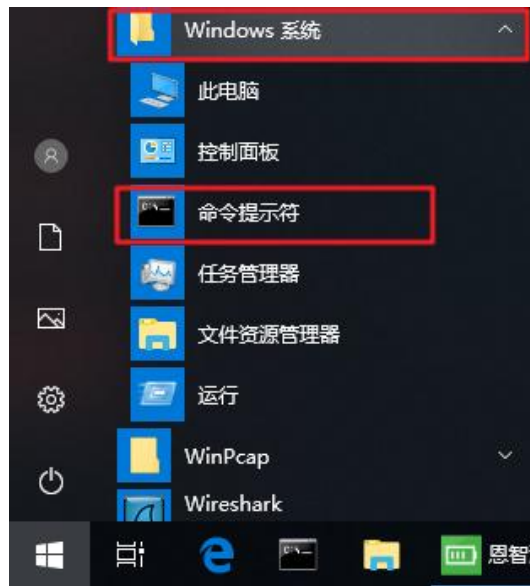 Windows 系统
此电脑
控制面板
命令提示符
任务管理器
文件资源管理器
运行
WinPcap
Wireshark
恩智